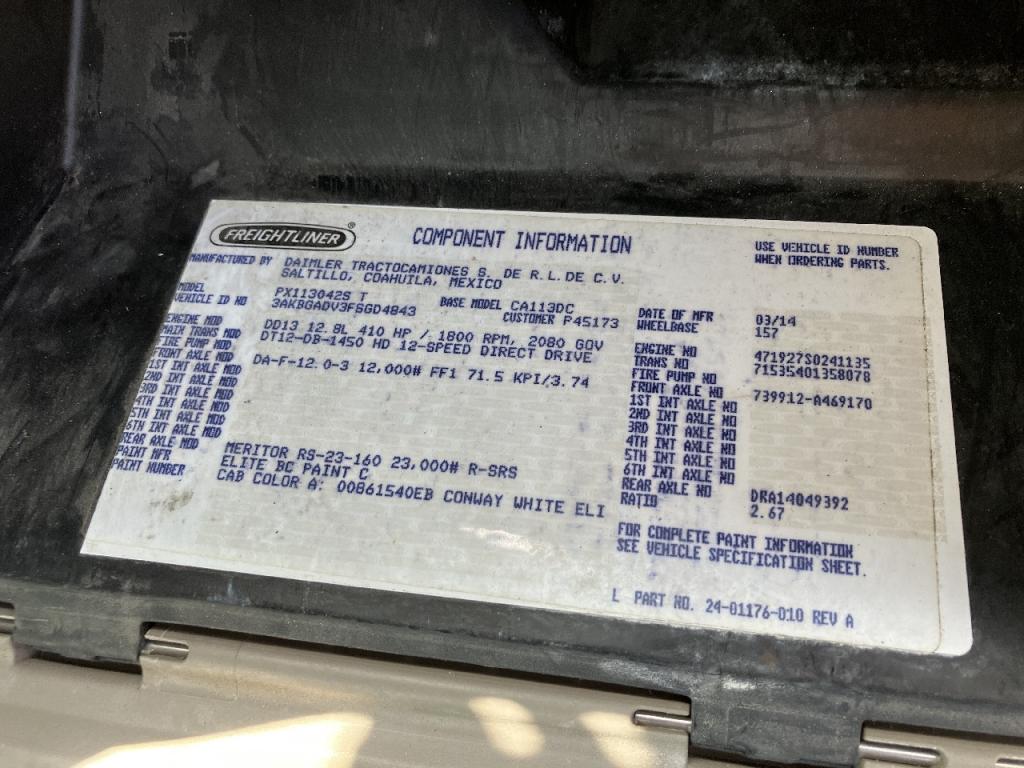 FREIGHTLINER®
COMPONENT INFORMATION
USE VEHICLE ID NUMBER
WHEN ORDERING PARTS.
MANUFACTURED BY DAIMLER TRACTOCAMIONES S. DE R.L.DE C.V.
SALTILLO, COAHUILA, MEXICO
MODEL PX113042S T BASE MODEL CA113DC
VEHICLE ID NO 3AKBGADV3FSGD4843 CUSTOMER P45173
DATE OF MFR 03/14
WHEELBASE 157
ENGINE MOD DD13 12.8L 410 HP / 1800 RPM, 2080 GQV
MAIN TRANS MOD DT12-DB-1450 HD 12-SPEED DIRECT DRIVE
FIRE PUMP MOD
FRONT AXLE MOD DA-F-12.0-3 12,000# FF1 71.5 KPI/3.74
1ST INT AXLE MOD
2ND INT AXLE MOD
3RD INT AXLE MOD
4TH INT AXLE MOD
5TH INT AXLE MOD
6TH INT AXLE MOD
REAR AXLE MOD MERITOR RS-23-160 23,000# R-SRS
PAINT MFR ELITE BC PAINT C
PAINT NUMBER CAB COLOR A: 00861540EB CONWAY WHITE ELI
ENGINE NO 471927S0241135
TRANS NO 71535401358078
FIRE PUMP NO
FRONT AXLE NO 739912-A469170
1ST INT AXLE NO
2ND INT AXLE NO
3RD INT AXLE NO
4TH INT AXLE NO
5TH INT AXLE NO
6TH INT AXLE NO
REAR AXLE NO DRA14049392
RATIO 2.67
FOR COMPLETE PAINT INFORMATION
SEE VEHICLE SPECIFICATION SHEET.
L PART NO. 24-01176-010 REV A